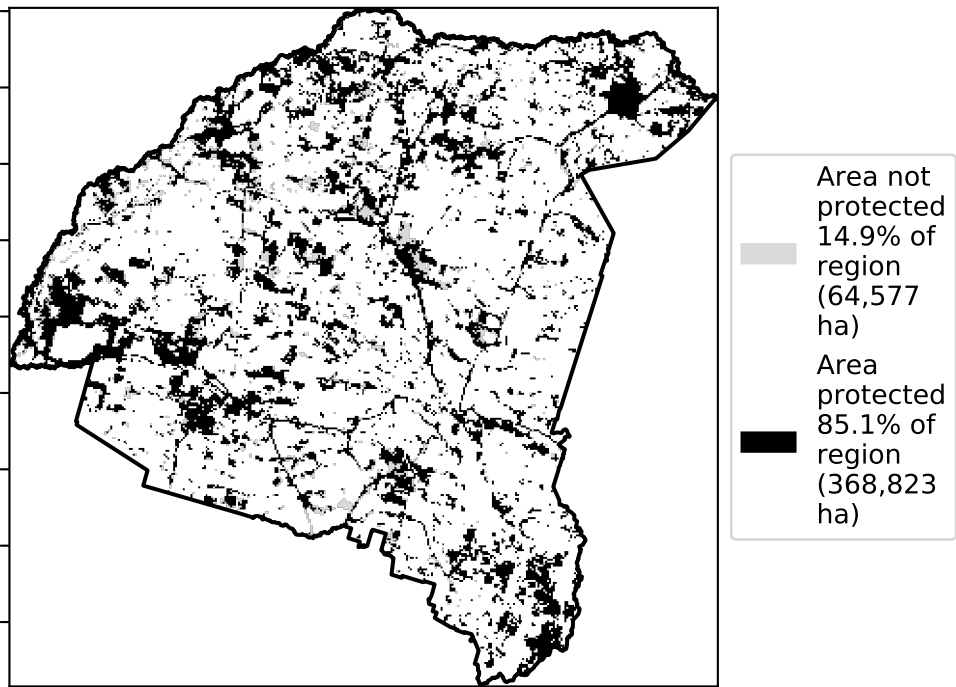 Area not
protected
14.9% of
region
(64,577
ha)
Area
protected
85.1% of
region
(368,823
ha)